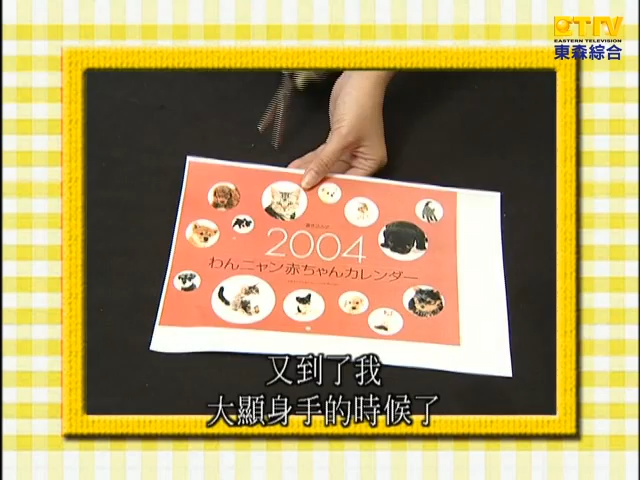 ETTV
EASTERN TELEVISION
東森綜合
2004
わんニャン赤ちゃんカレンダー
又到了我
大顯身手的時候了